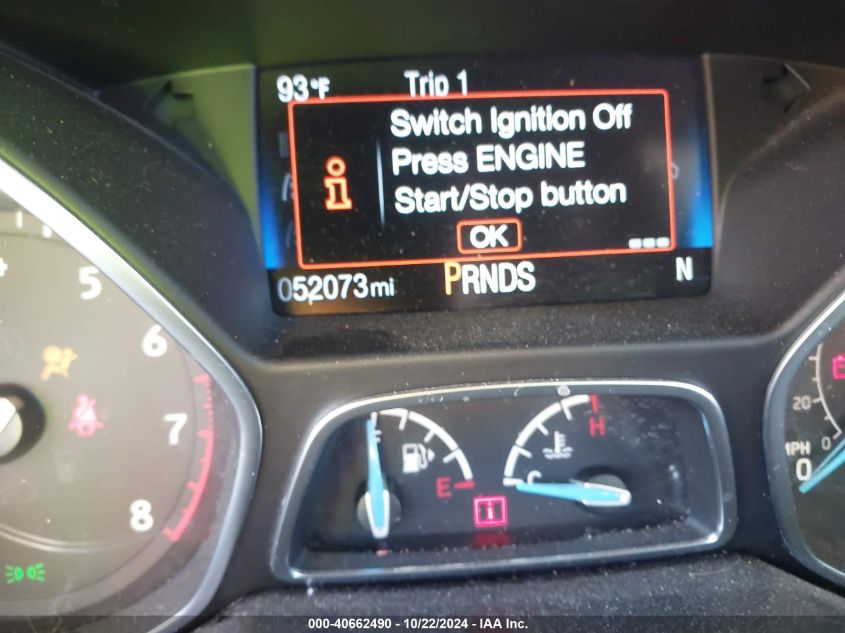 93°F Trip 1
Switch Ignition Off
Press ENGINE
Start/Stop button
OK
052073mi PRNDS N
5
6
7
8
F
E
H
C
20
0
MPH
0
000-40662490 - 10/22/2024 - IAA Inc.